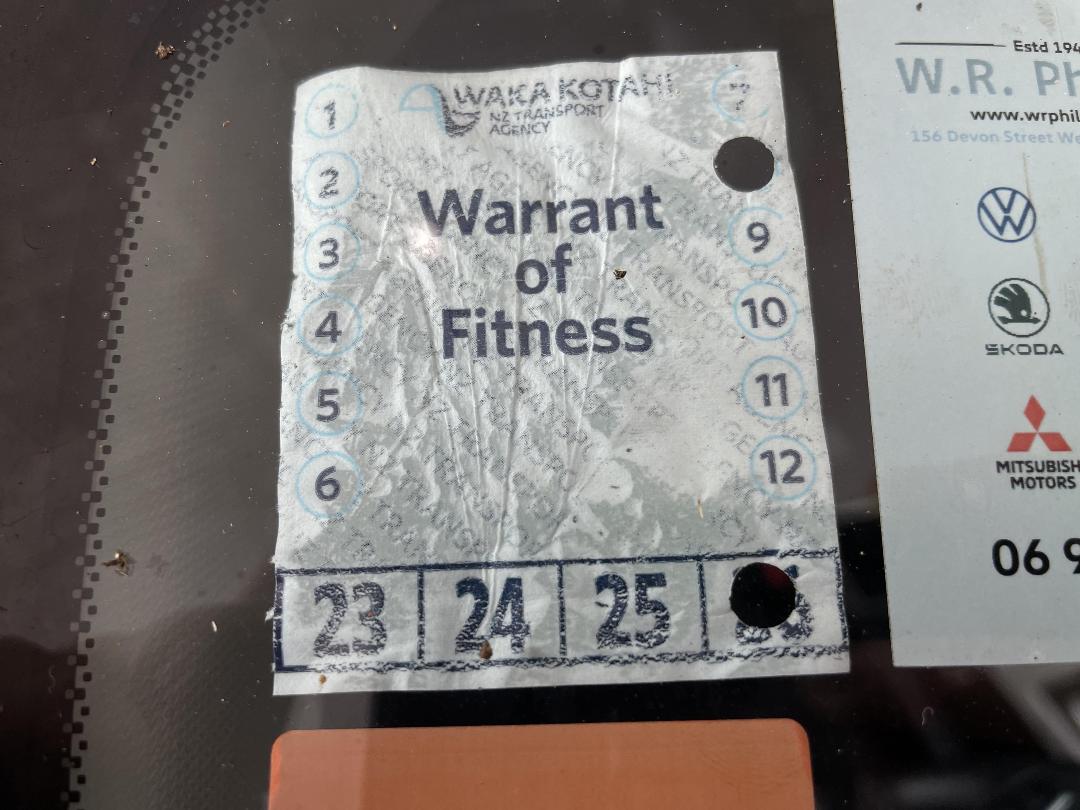 WAKA KOTAHI
NZ TRANSPORT
AGENCY
Warrant
of
Fitness
1
2
3
4
5
6
7
9
10
11
12
23
24
25
Estd 194
W.R. Ph
www.wrphil
156 Devon Street We
ŠKODA
MITSUBISH
MOTORS
06 9